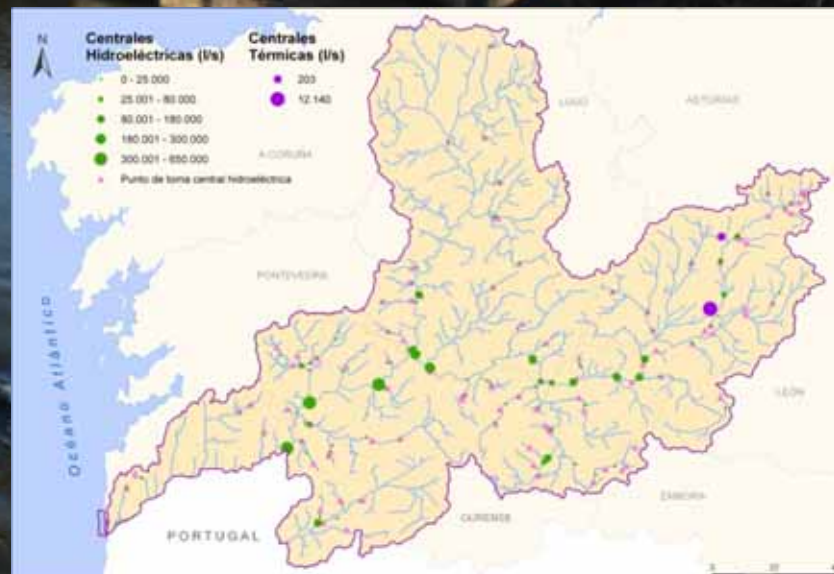 N
Centrales
Hidroeléctricas (l/s)
0 - 25.000
25.001 - 80.000
80.001 - 180.000
180.001 - 300.000
300.001 - 650.000
Punto de toma central hidroeléctrica
Centrales
Térmicas (l/s)
203
12.140
LUGO
ASTURIAS
A CORUÑA
PONTEVEDRA
Océano Atlántico
LEÓN
ZAMORA
OURENSE
PORTUGAL
0